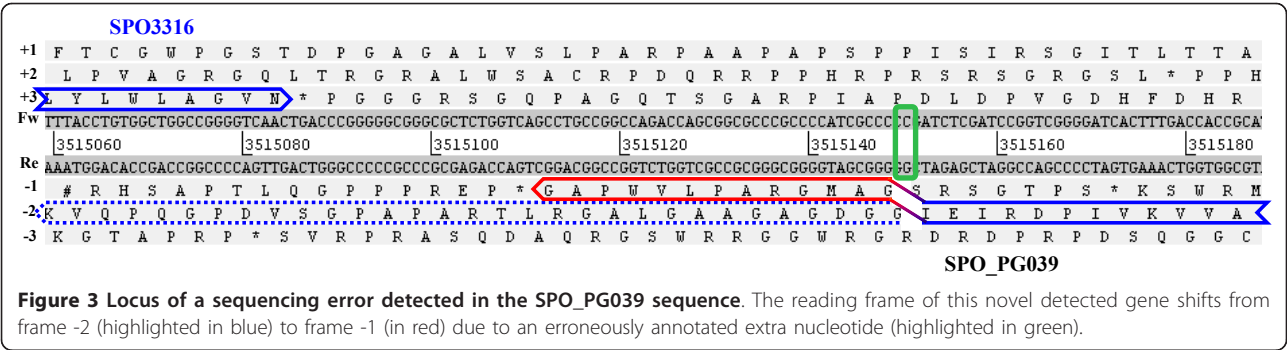 SPO3316
+1 F T C G W P G S T D P G A G A L V S L P A R P A A P A P S P P I S I R S G I T L T T A
+2 L P V A G R G Q L T R G R A L W S A C R P D Q R R P P H R P R S R S G R G S L * P P H
+3 L Y L W L A G V N * P G G G R S G Q P A G Q T S G A R P I A P D L D P V G D H F D H R
Fw TTTACCTGTGGCTGGCCGGGGTCAACTGACCCGGGGGCGGGCGCTCTGGTCAGCCTGCCGGCCAGACCAGCGGCGCCCGCCCCATCGCCCCCGATCTCGATCCGGTCGGGGATCACTTTGACCACCGCA
3515060 3515080 3515100 3515120 3515140 3515160 3515180
Re AAATGGACACCGACCGGCCCCAGTTGACTGGGCCCCCGCCCGCGAGACCAGTCGGACGGCCGGTCTGGTCGCCGCGGGCGGGGTAGCGGGGGCTAGAGCTAGGCCAGCCCCTAGTGAAACTGGTGGCGT
-1 # R H S A P T L Q G P P P R E P * G A P W V L P A R G M A G S R S G T P S * K S W R M
-2 K V Q P Q G P D V S G P A P A R T L R G A L G A A G A G D G G I E I R D P I V K V V A
-3 K G T A P R P * S V R P R A S Q D A Q R G S W R R G W R G R D R D P R P D S Q G G C
SPO_PG039
Figure 3 Locus of a sequencing error detected in the SPO_PG039 sequence. The reading frame of this novel detected gene shifts from
frame -2 (highlighted in blue) to frame -1 (in red) due to an erroneously annotated extra nucleotide (highlighted in green).